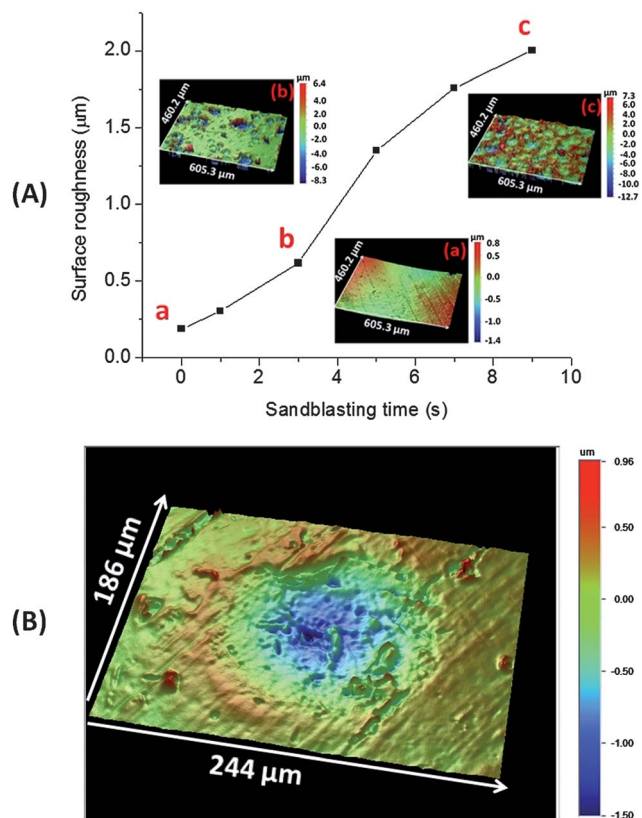 (A)
Surface roughness (μm)
2.0
1.5
1.0
0.5
0.0
0
2
4
6
8
10
Sandblasting time (s)
a
b
c
(b)
460.2 μm
605.3 μm
μm
6.4
4.0
2.0
0.0
-2.0
-4.0
-6.0
-8.3
(c)
460.2 μm
605.3 μm
μm
7.3
6.0
4.0
2.0
0.0
-2.0
-4.0
-6.0
-8.0
-10.0
-12.7
(a)
460.2 μm
605.3 μm
μm
0.8
0.5
0.0
-0.5
-1.0
-1.4
(B)
186 μm
244 μm
um
0.96
0.50
0.00
-0.50
-1.00
-1.50